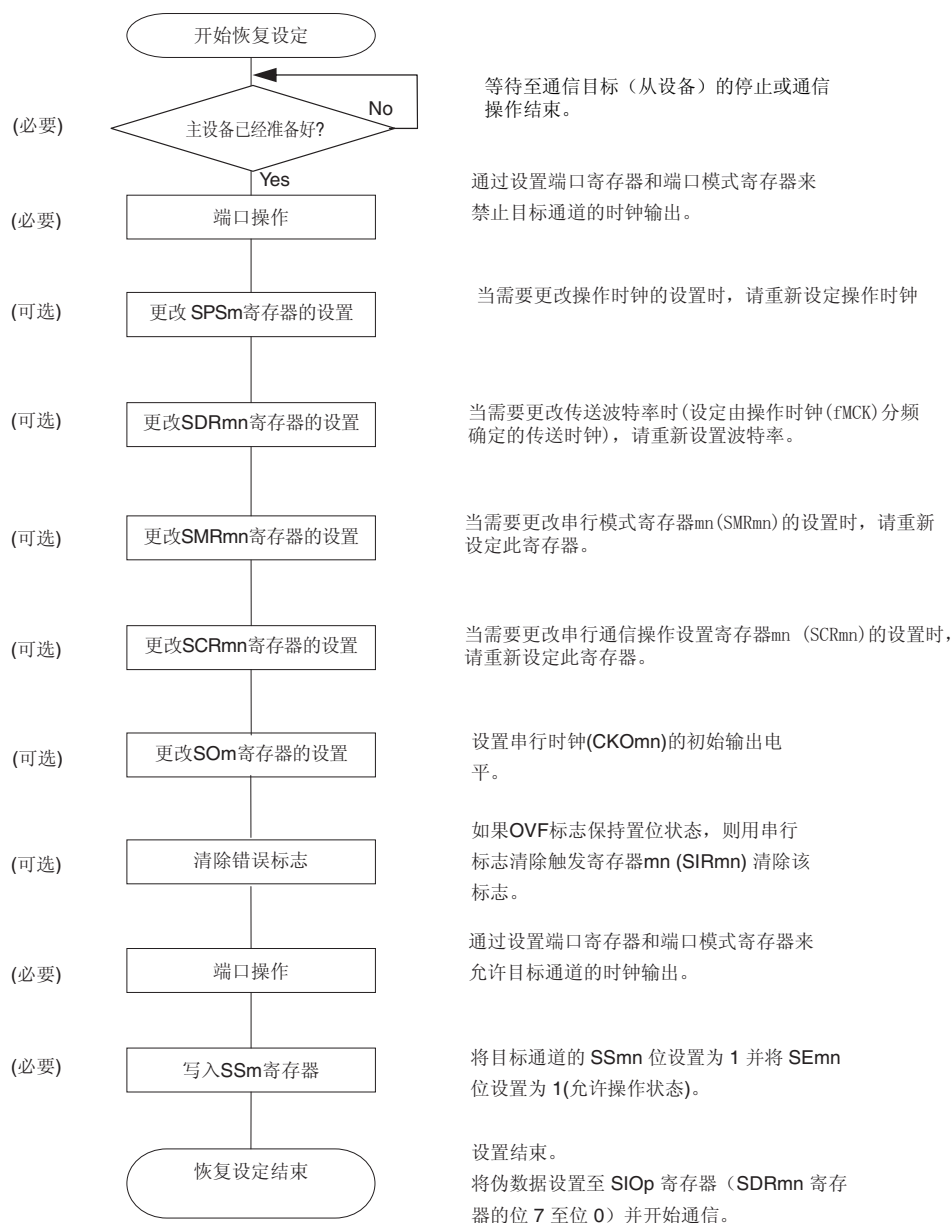 开始恢复设定
等待至通信目标（从设备）的停止或通信
操作结束。
No
(必要)
主设备已经准备好?
Yes
通过设置端口寄存器和端口模式寄存器来
禁止目标通道的时钟输出。
(必要)
端口操作
(可选)
更改 SPSm寄存器的设置
当需要更改操作时钟的设置时，请重新设定操作时钟
(可选)
更改SDRmn寄存器的设置
当需要更改传送波特率时(设定由操作时钟(fMCK)分频
确定的传送时钟)，请重新设置波特率。
(可选)
更改SMRmn寄存器的设置
当需要更改串行模式寄存器mn(SMRmn)的设置时，请重新
设定此寄存器。
(可选)
更改SCRmn寄存器的设置
当需要更改串行通信操作设置寄存器mn (SCRmn)的设置时，
请重新设定此寄存器。
(可选)
更改SOm寄存器的设置
设置串行时钟(CKOmn)的初始输出电
平。
(可选)
清除错误标志
如果OVF标志保持置位状态，则用串行
标志清除触发寄存器mn (SIRmn) 清除该
标志。
(必要)
端口操作
通过设置端口寄存器和端口模式寄存器来
允许目标通道的时钟输出。
(必要)
写入SSm寄存器
将目标通道的 SSmn 位设置为 1 并将 SEmn
位设置为 1(允许操作状态)。
恢复设定结束
设置结束。
将伪数据设置至 SIOp 寄存器（SDRmn 寄存
器的位 7 至位 0）并开始通信。